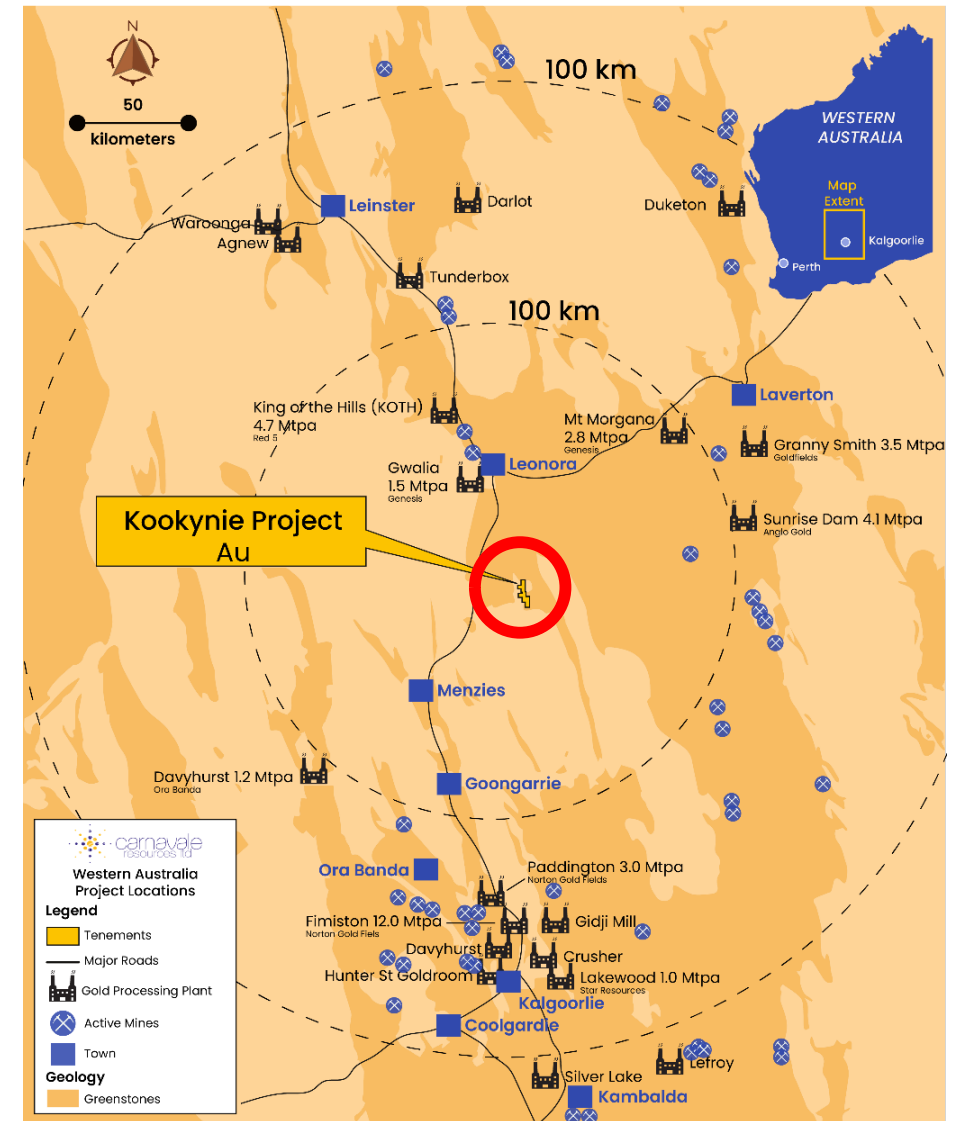 N
50
kilometers
100 km
WESTERN
AUSTRALIA
Map
Extent
Kalgoorlie
Perth
Leinster
Darlot
Duketon
Waroonga
Agnew
Tunderbox
100 km
Laverton
King of the Hills (KOTH)
4.7 Mtpa
Red 5
Mt Morgana
2.8 Mtpa
Genesis
Granny Smith 3.5 Mtpa
Goldfields
Leonora
Gwalia
1.5 Mtpa
Genesis
Sunrise Dam 4.1 Mtpa
Anglo Gold
Kookynie Project
Au
Menzies
Davyhurst 1.2 Mtpa
Ora Banda
Goongarrie
Ora Banda
Paddington 3.0 Mtpa
Norton Gold Fields
Fimiston 12.0 Mtpa
Norton Gold Fiels
Gidji Mill
Davyhurst
Crusher
Hunter St Goldroom
Lakewood 1.0 Mtpa
Star Resources
Kalgoorlie
Coolgardie
Lefroy
Silver Lake
Kambalda
carnavale
resources ltd
Western Australia
Project Locations
Legend
Tenements
Major Roads
Gold Processing Plant
Active Mines
Town
Geology
Greenstones